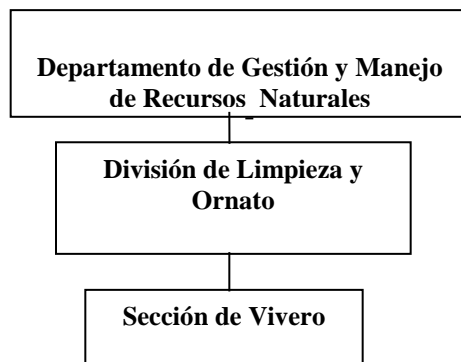 Departamento de Gestión y Manejo
de Recursos Naturales
División de Limpieza y
Ornato
Sección de Vivero